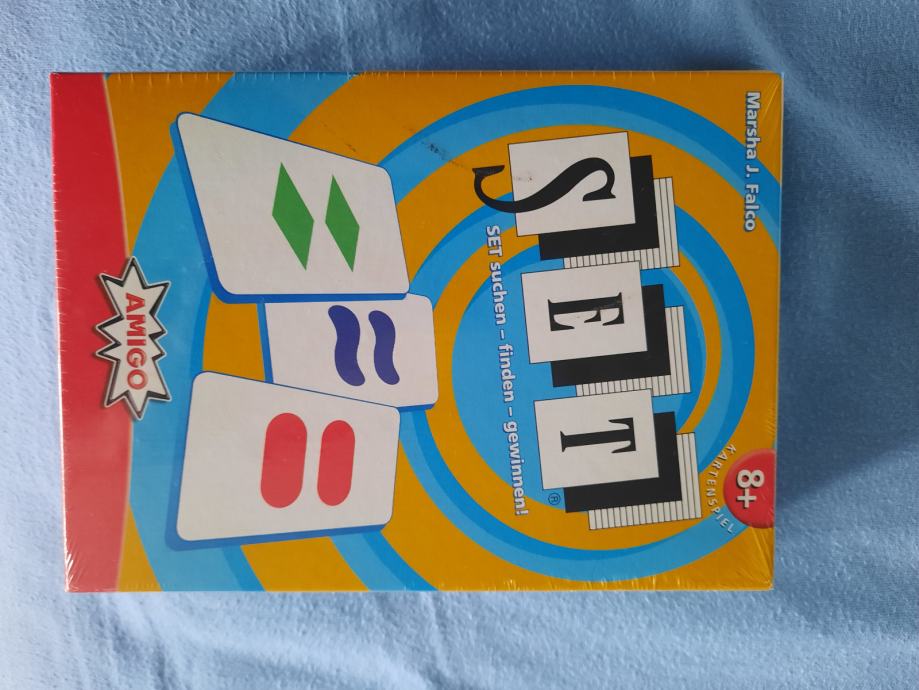 Marsha J. Falco
8+
KARTENSPIEL
SET®
SET suchen – finden – gewinnen!
AMIGO